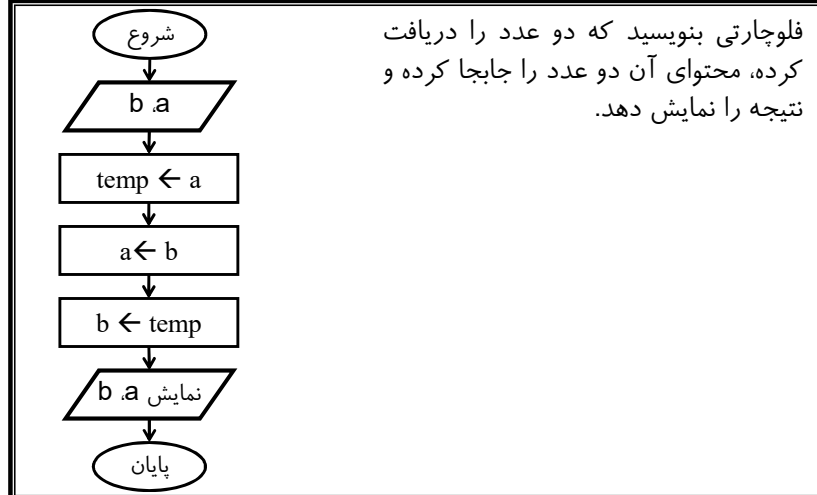 فلوچارتی بنویسید که دو عدد را دریافت
کرده، محتوای آن دو عدد را جابجا کرده و
نتیجه را نمایش دهد.
شروع
b ،a
temp ← a
a← b
b ← temp
نمایش b ،a
پایان